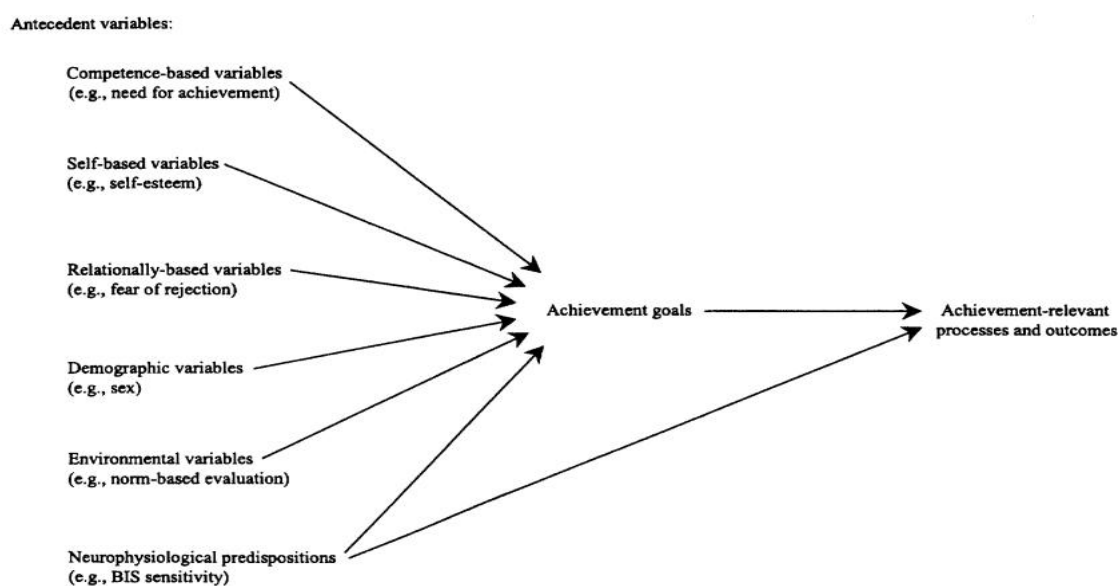 Antecedent variables:
Competence-based variables
(e.g., need for achievement)
Self-based variables
(e.g., self-esteem)
Relationally-based variables
(e.g., fear of rejection)
Demographic variables
(e.g., sex)
Environmental variables
(e.g., norm-based evaluation)
Neurophysiological predispositions
(e.g., BIS sensitivity)
Achievement goals
Achievement-relevant
processes and outcomes